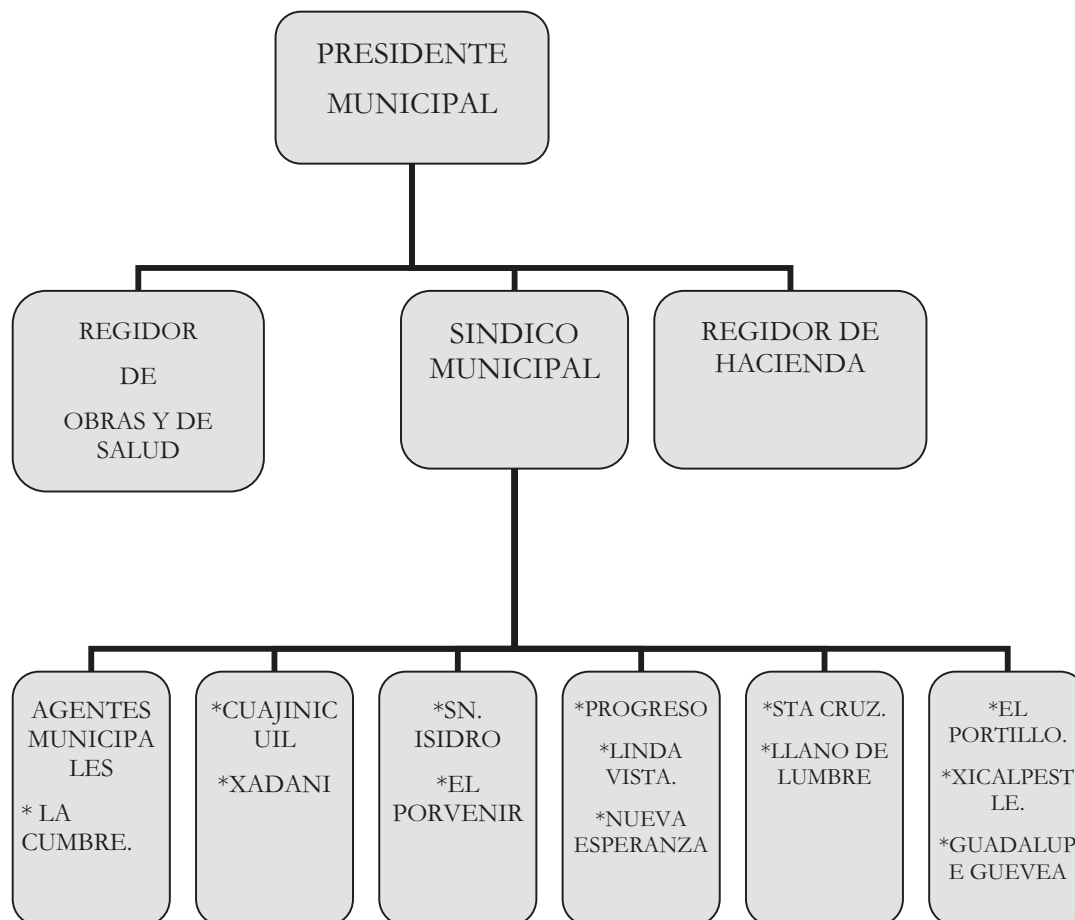 PRESIDENTE
MUNICIPAL
REGIDOR
DE
OBRAS Y DE
SALUD
SINDICO
MUNICIPAL
REGIDOR DE
HACIENDA
AGENTES
MUNICIPA
LES
* LA
CUMBRE.
*CUAJINIC
UIL
*XADANI
*SN.
ISIDRO
*EL
PORVENIR
*PROGRESO
*LINDA
VISTA.
*NUEVA
ESPERANZA
*STA CRUZ.
*LLANO DE
LUMBRE
*EL
PORTILLO.
*XICALPEST
LE.
*GUADALUP
E GUEVEA